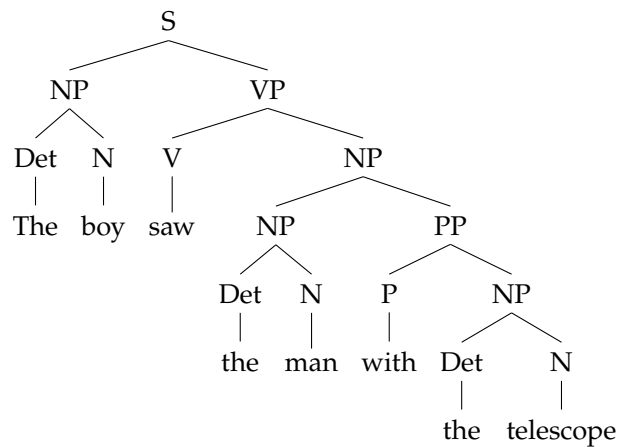 S
NP VP
Det N V NP
The boy saw NP PP
Det N P NP
the man with Det N
the telescope